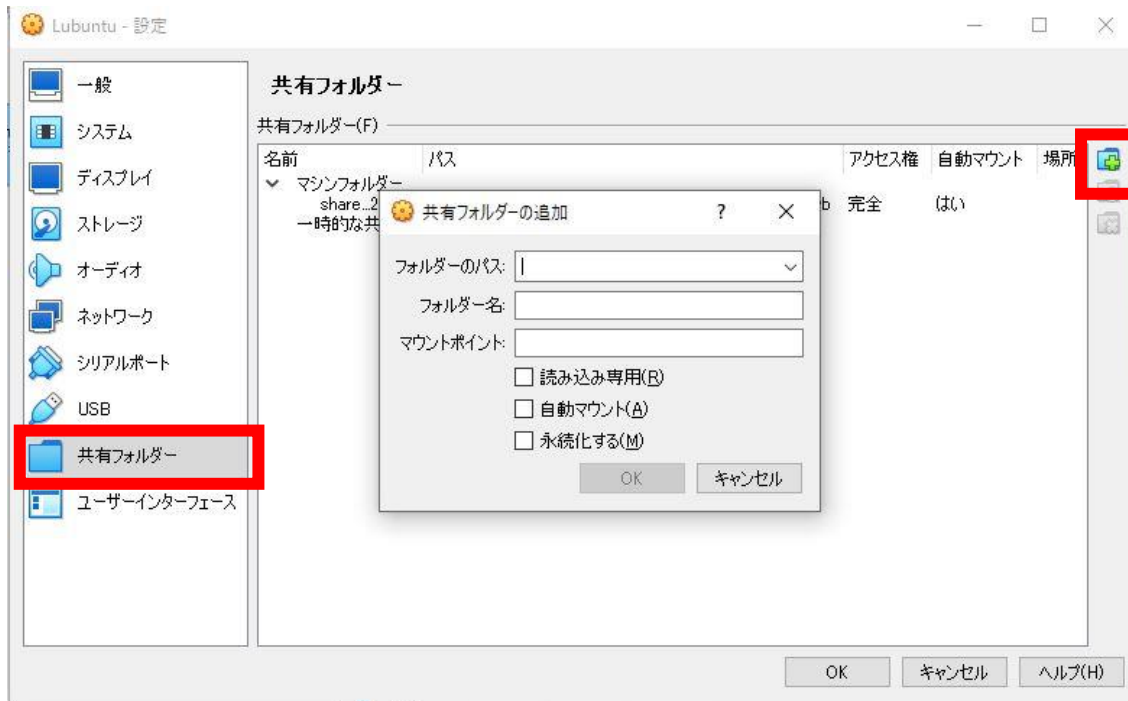 Lubuntu - 設定
一般
システム
ディスプレイ
ストレージ
オーディオ
ネットワーク
シリアルポート
USB
共有フォルダー
ユーザーインターフェース
共有フォルダー
共有フォルダー(F)
名前 パス アクセス権 自動マウント 場所
マシンフォルダー
share...2 完全 はい
一時的な共
共有フォルダーの追加 ?
フォルダーのパス:
フォルダー名:
マウントポイント:
読み込み専用(R)
自動マウント(A)
永続化する(M)
OK キャンセル
OK キャンセル ヘルプ(H)